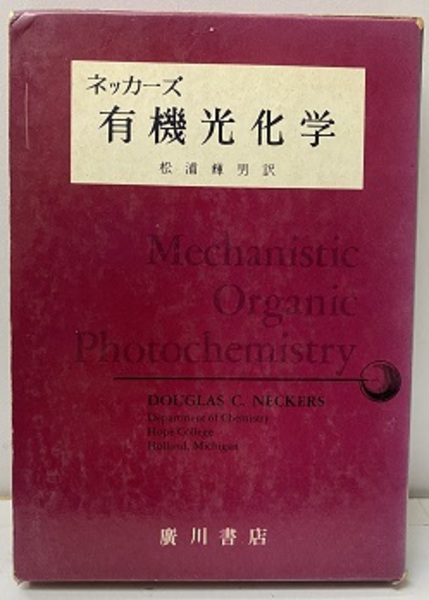 ネッカーズ
有機光化学
松浦輝男訳
Mechanistic
Organic
Photochemistry
DOUGLAS C. NECKERS
Department of Chemistry
Hope College
Holland, Michigan
廣川書店